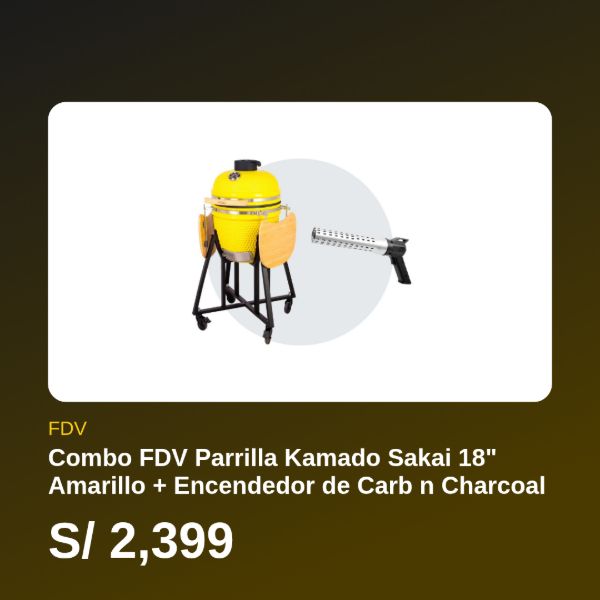 FDV
Combo FDV Parrilla Kamado Sakai 18"
Amarillo + Encendedor de Carb n Charcoal
S/ 2,399